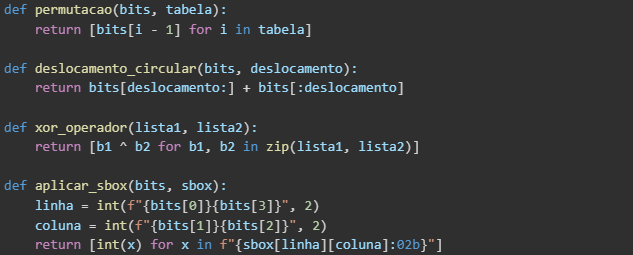 def permutacao(bits, tabela):
    return [bits[i - 1] for i in tabela]

def deslocamento_circular(bits, deslocamento):
    return bits[deslocamento:] + bits[:deslocamento]

def xor_operador(lista1, lista2):
    return [b1 ^ b2 for b1, b2 in zip(lista1, lista2)]

def aplicar_sbox(bits, sbox):
    linha = int(f"{bits[0]}{bits[3]}", 2)
    coluna = int(f"{bits[1]}{bits[2]}", 2)
    return [int(x) for x in f"{sbox[linha][coluna]:02b}"]